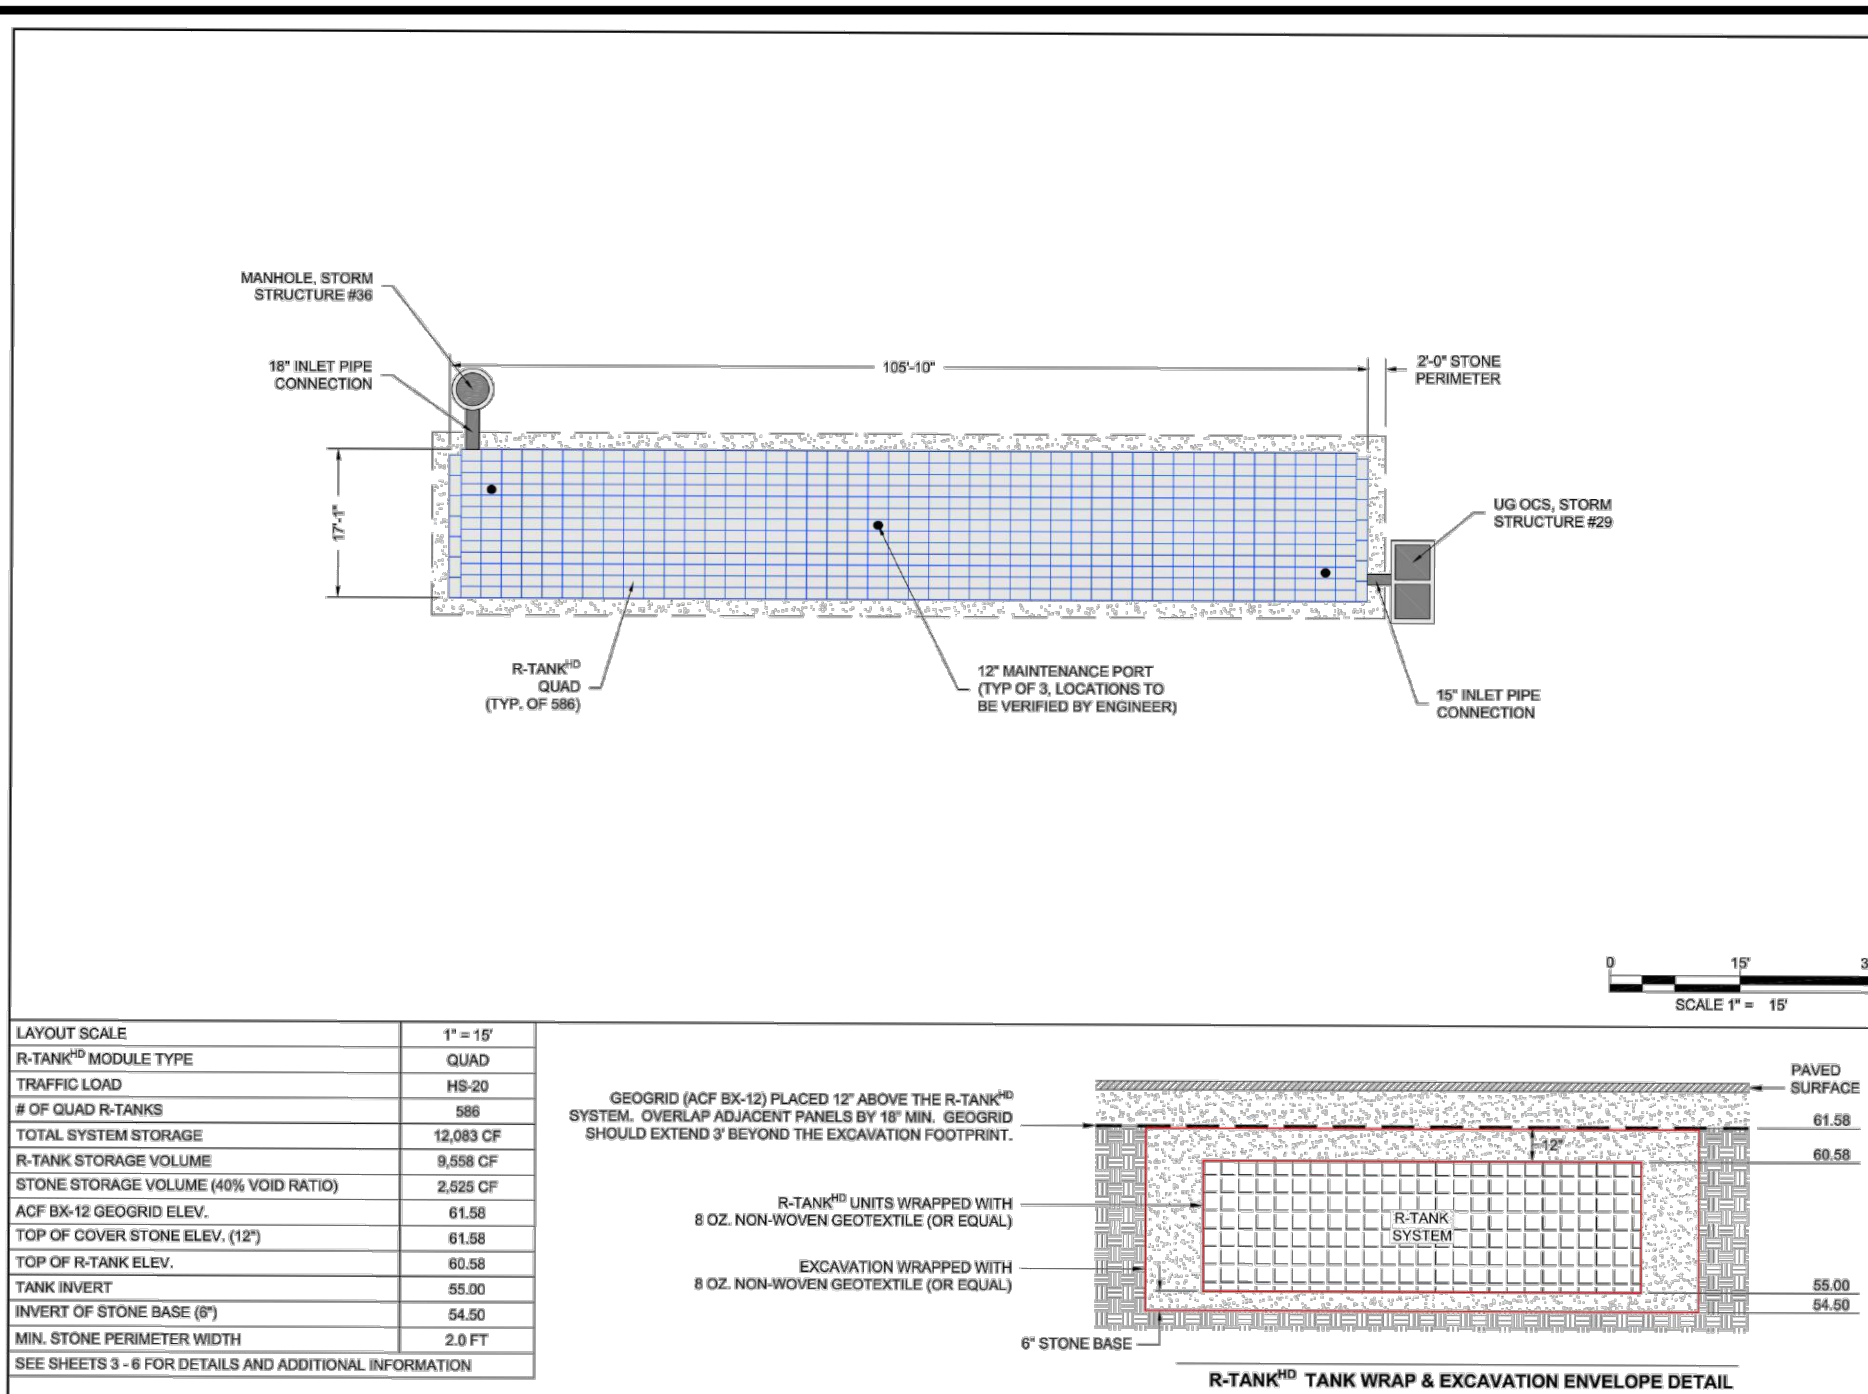 MANHOLE, STORM
STRUCTURE #36
18" INLET PIPE
CONNECTION
105'-10"
2'-0" STONE
PERIMETER
17'-1"
UG OCS, STORM
STRUCTURE #29
R-TANKHD
QUAD
(TYP. OF 586)
12" MAINTENANCE PORT
(TYP OF 3, LOCATIONS TO
BE VERIFIED BY ENGINEER)
15" INLET PIPE
CONNECTION
0 15' 3
SCALE 1" = 15'
LAYOUT SCALE 1" = 15'
R-TANKHD MODULE TYPE QUAD
TRAFFIC LOAD HS-20
# OF QUAD R-TANKS 586
TOTAL SYSTEM STORAGE 12,083 CF
R-TANK STORAGE VOLUME 9,558 CF
STONE STORAGE VOLUME (40% VOID RATIO) 2,525 CF
ACF BX-12 GEOGRID ELEV. 61.58
TOP OF COVER STONE ELEV. (12") 61.58
TOP OF R-TANK ELEV. 60.58
TANK INVERT 55.00
INVERT OF STONE BASE (6") 54.50
MIN. STONE PERIMETER WIDTH 2.0 FT
SEE SHEETS 3 - 6 FOR DETAILS AND ADDITIONAL INFORMATION
GEOGRID (ACF BX-12) PLACED 12" ABOVE THE R-TANKHD
SYSTEM. OVERLAP ADJACENT PANELS BY 18" MIN. GEOGRID
SHOULD EXTEND 3' BEYOND THE EXCAVATION FOOTPRINT.
R-TANKHD UNITS WRAPPED WITH
8 OZ. NON-WOVEN GEOTEXTILE (OR EQUAL)
EXCAVATION WRAPPED WITH
8 OZ. NON-WOVEN GEOTEXTILE (OR EQUAL)
6" STONE BASE
12"
R-TANK
SYSTEM
PAVED
SURFACE
61.58
60.58
55.00
54.50
R-TANKHD TANK WRAP & EXCAVATION ENVELOPE DETAIL